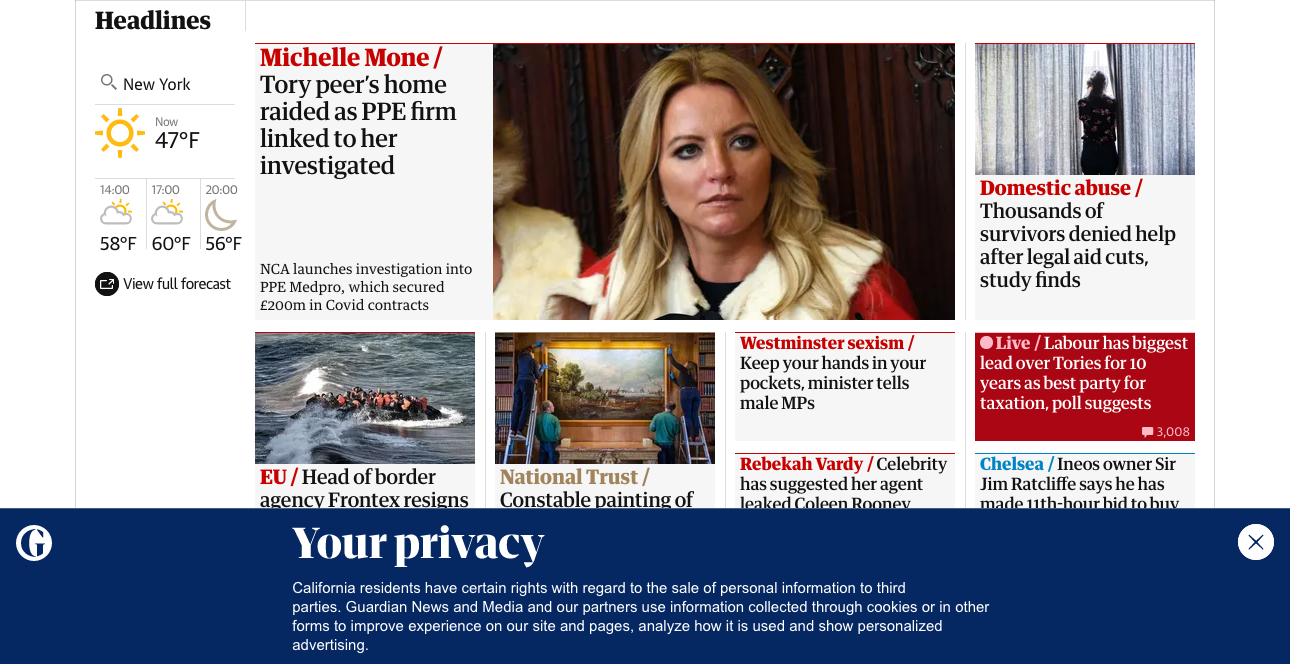 Headlines
New York
Now
47°F
14:00
17:00
20:00
58°F
60°F
56°F
View full forecast
Michelle Mone /
Tory peer’s home
raided as PPE firm
linked to her
investigated
NCA launches investigation into
PPE Medpro, which secured
£200m in Covid contracts
Domestic abuse /
Thousands of
survivors denied help
after legal aid cuts,
study finds
EU / Head of border
agency Frontex resigns
National Trust /
Constable painting of
Westminster sexism /
Keep your hands in your
pockets, minister tells
male MPs
Live / Labour has biggest
lead over Tories for 10
years as best party for
taxation, poll suggests
3,008
Rebekah Vardy / Celebrity
has suggested her agent
leaked Coleen Rooney
Chelsea / Ineos owner Sir
Jim Ratcliffe says he has
made 11th-hour bid to buy
G
Your privacy
California residents have certain rights with regard to the sale of personal information to third
parties. Guardian News and Media and our partners use information collected through cookies or in other
forms to improve experience on our site and pages, analyze how it is used and show personalized
advertising.